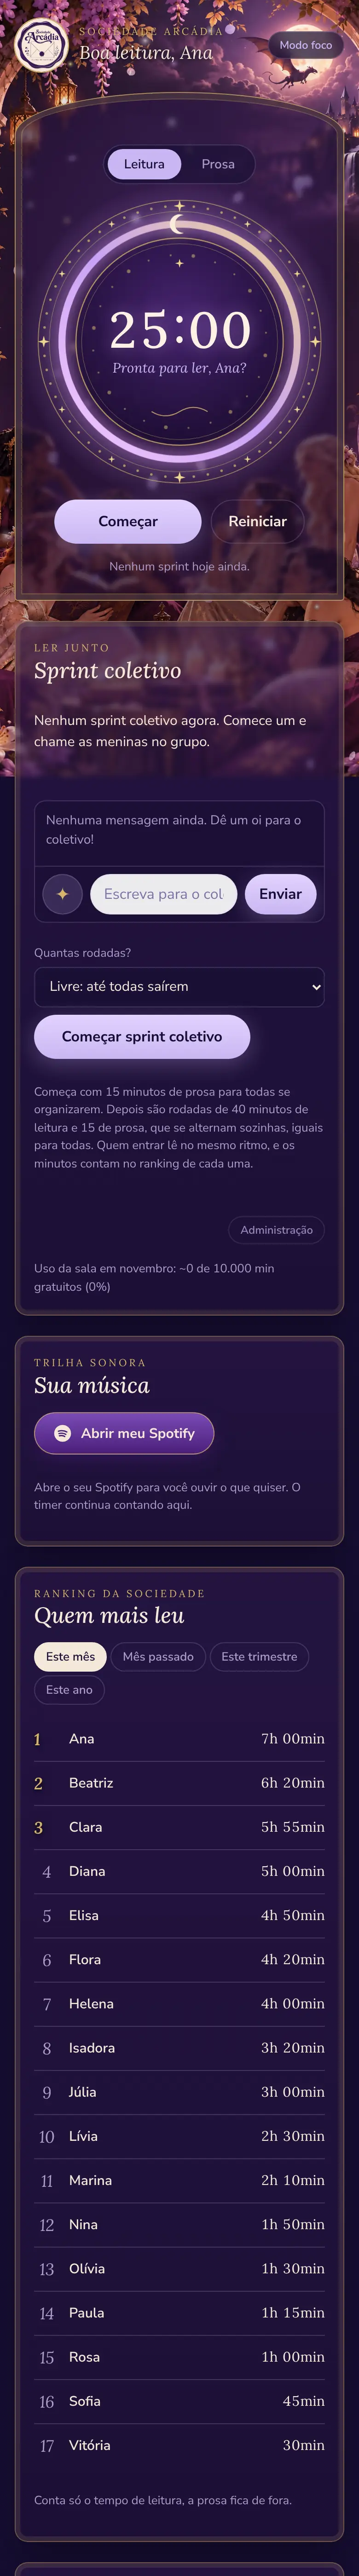 Arcádia
SOCIEDADE ARCÁDIA
Boa leitura, Ana
Modo foco
Leitura
Prosa
25:00
Pronta para ler, Ana?
Começar
Reiniciar
Nenhum sprint hoje ainda.
LER JUNTO
Sprint coletivo
Nenhum sprint coletivo agora. Comece um e
chame as meninas no grupo.
Nenhuma mensagem ainda. Dê um oi para o
coletivo!
Escreva para o col
Enviar
Quantas rodadas?
Livre: até todas saírem
Começar sprint coletivo
Começa com 15 minutos de prosa para todas se
organizarem. Depois são rodadas de 40 minutos de
leitura e 15 de prosa, que se alternam sozinhas, iguais
para todas. Quem entrar lê no mesmo ritmo, e os
minutos contam no ranking de cada uma.
Administração
Uso da sala em novembro: ~0 de 10.000 min
gratuitos (0%)
TRILHA SONORA
Sua música
Abrir meu Spotify
Abre o seu Spotify para você ouvir o que quiser. O
timer continua contando aqui.
RANKING DA SOCIEDADE
Quem mais leu
Este mês
Mês passado
Este trimestre
Este ano
1 Ana 7h 00min
2 Beatriz 6h 20min
3 Clara 5h 55min
4 Diana 5h 00min
5 Elisa 4h 50min
6 Flora 4h 20min
7 Helena 4h 00min
8 Isadora 3h 20min
9 Júlia 3h 00min
10 Lívia 2h 30min
11 Marina 2h 10min
12 Nina 1h 50min
13 Olívia 1h 30min
14 Paula 1h 15min
15 Rosa 1h 00min
16 Sofia 45min
17 Vitória 30min
Conta só o tempo de leitura, a prosa fica de fora.